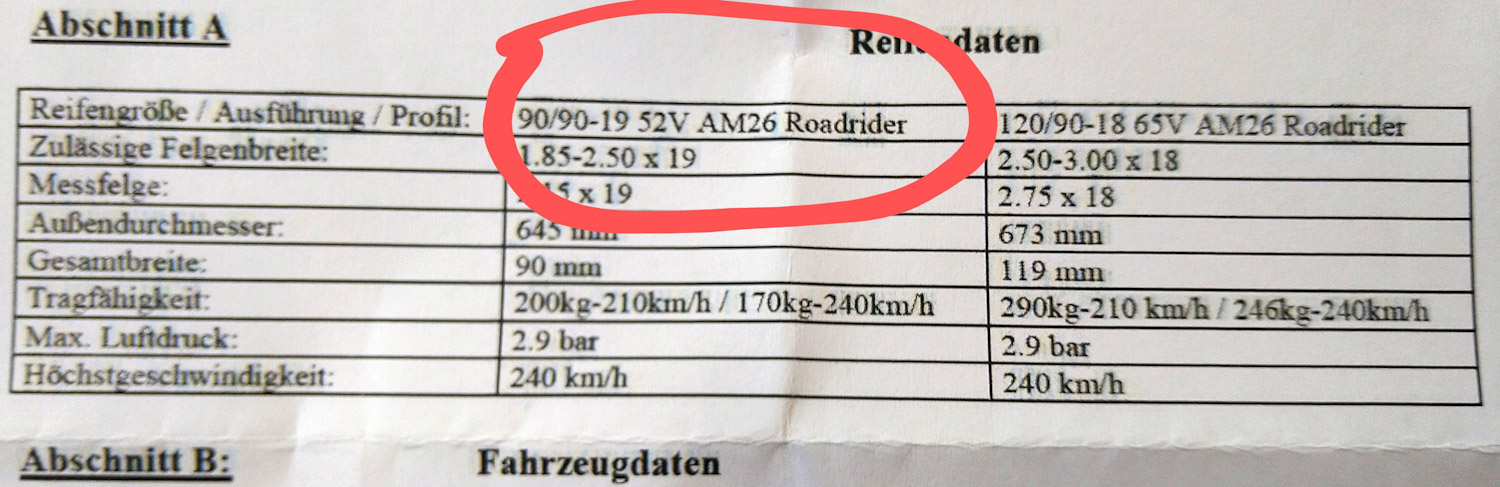 Abschnitt A
daten
Reifengröße / Ausführung / Profil: 90/90-19 52V AM26 Roadrider 120/90-18 65V AM26 Roadrider
Zulässige Felgenbreite: 1.85-2.50 x 19 2.50-3.00 x 18
Messfelge: x 19 2.75 x 18
Außendurchmesser: 645 mm 673 mm
Gesamtbreite: 90 mm 119 mm
Tragfähigkeit: 200kg-210km/h / 170kg-240km/h 290kg-210 km/h / 246kg-240km/h
Max. Luftdruck: 2.9 bar 2.9 bar
Höchstgeschwindigkeit: 240 km/h 240 km/h
Abschnitt B: Fahrzeugdaten